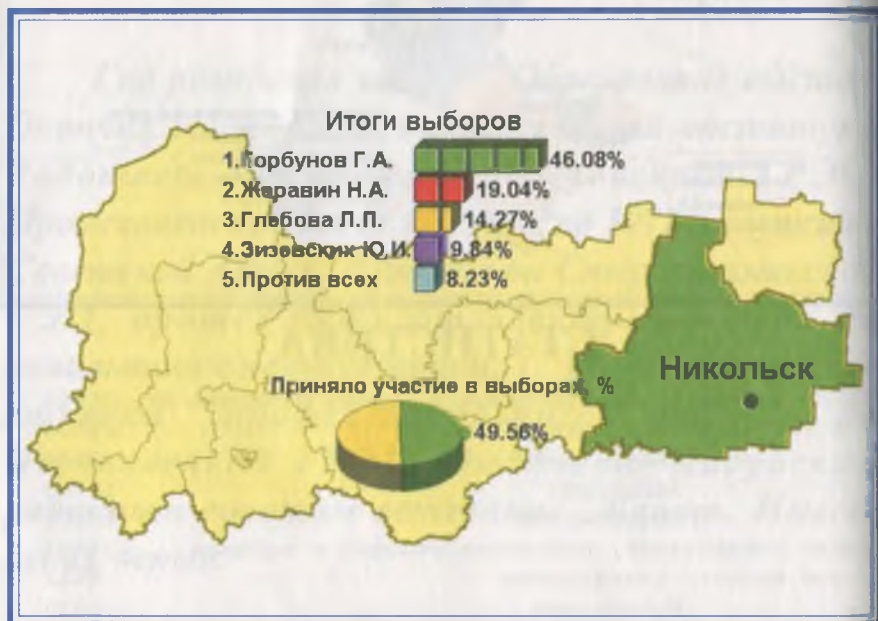 Итоги выборов
1.Горбунов Г.А. 46.08%
2.Жаравин Н.А. 19.04%
3.Глебова Л.П. 14.27%
4.Зизевских Ю.И. 9.84%
5.Против всех 8.23%
Никольск
Приняло участие в выборах, %
49.56%